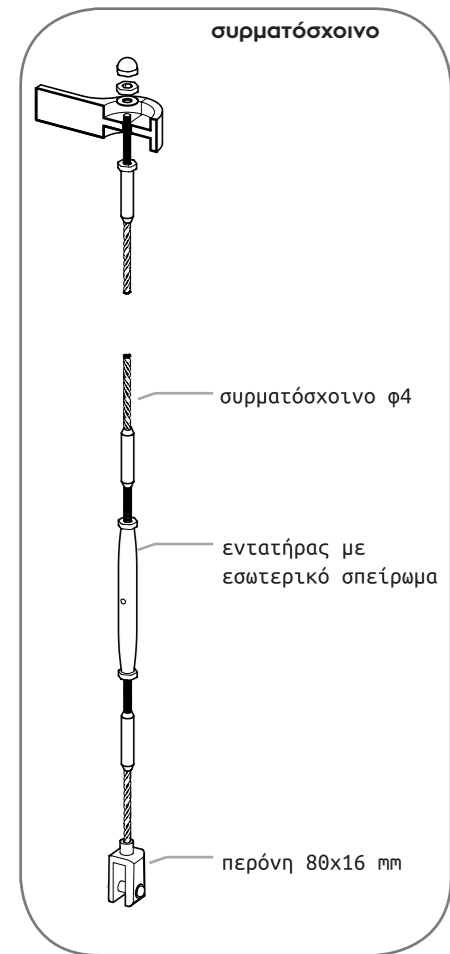 συρματόσχοινο
συρματόσχοινο φ4
εντατήρας με
εσωτερικό σπείρωμα
περόνη 80x16 mm